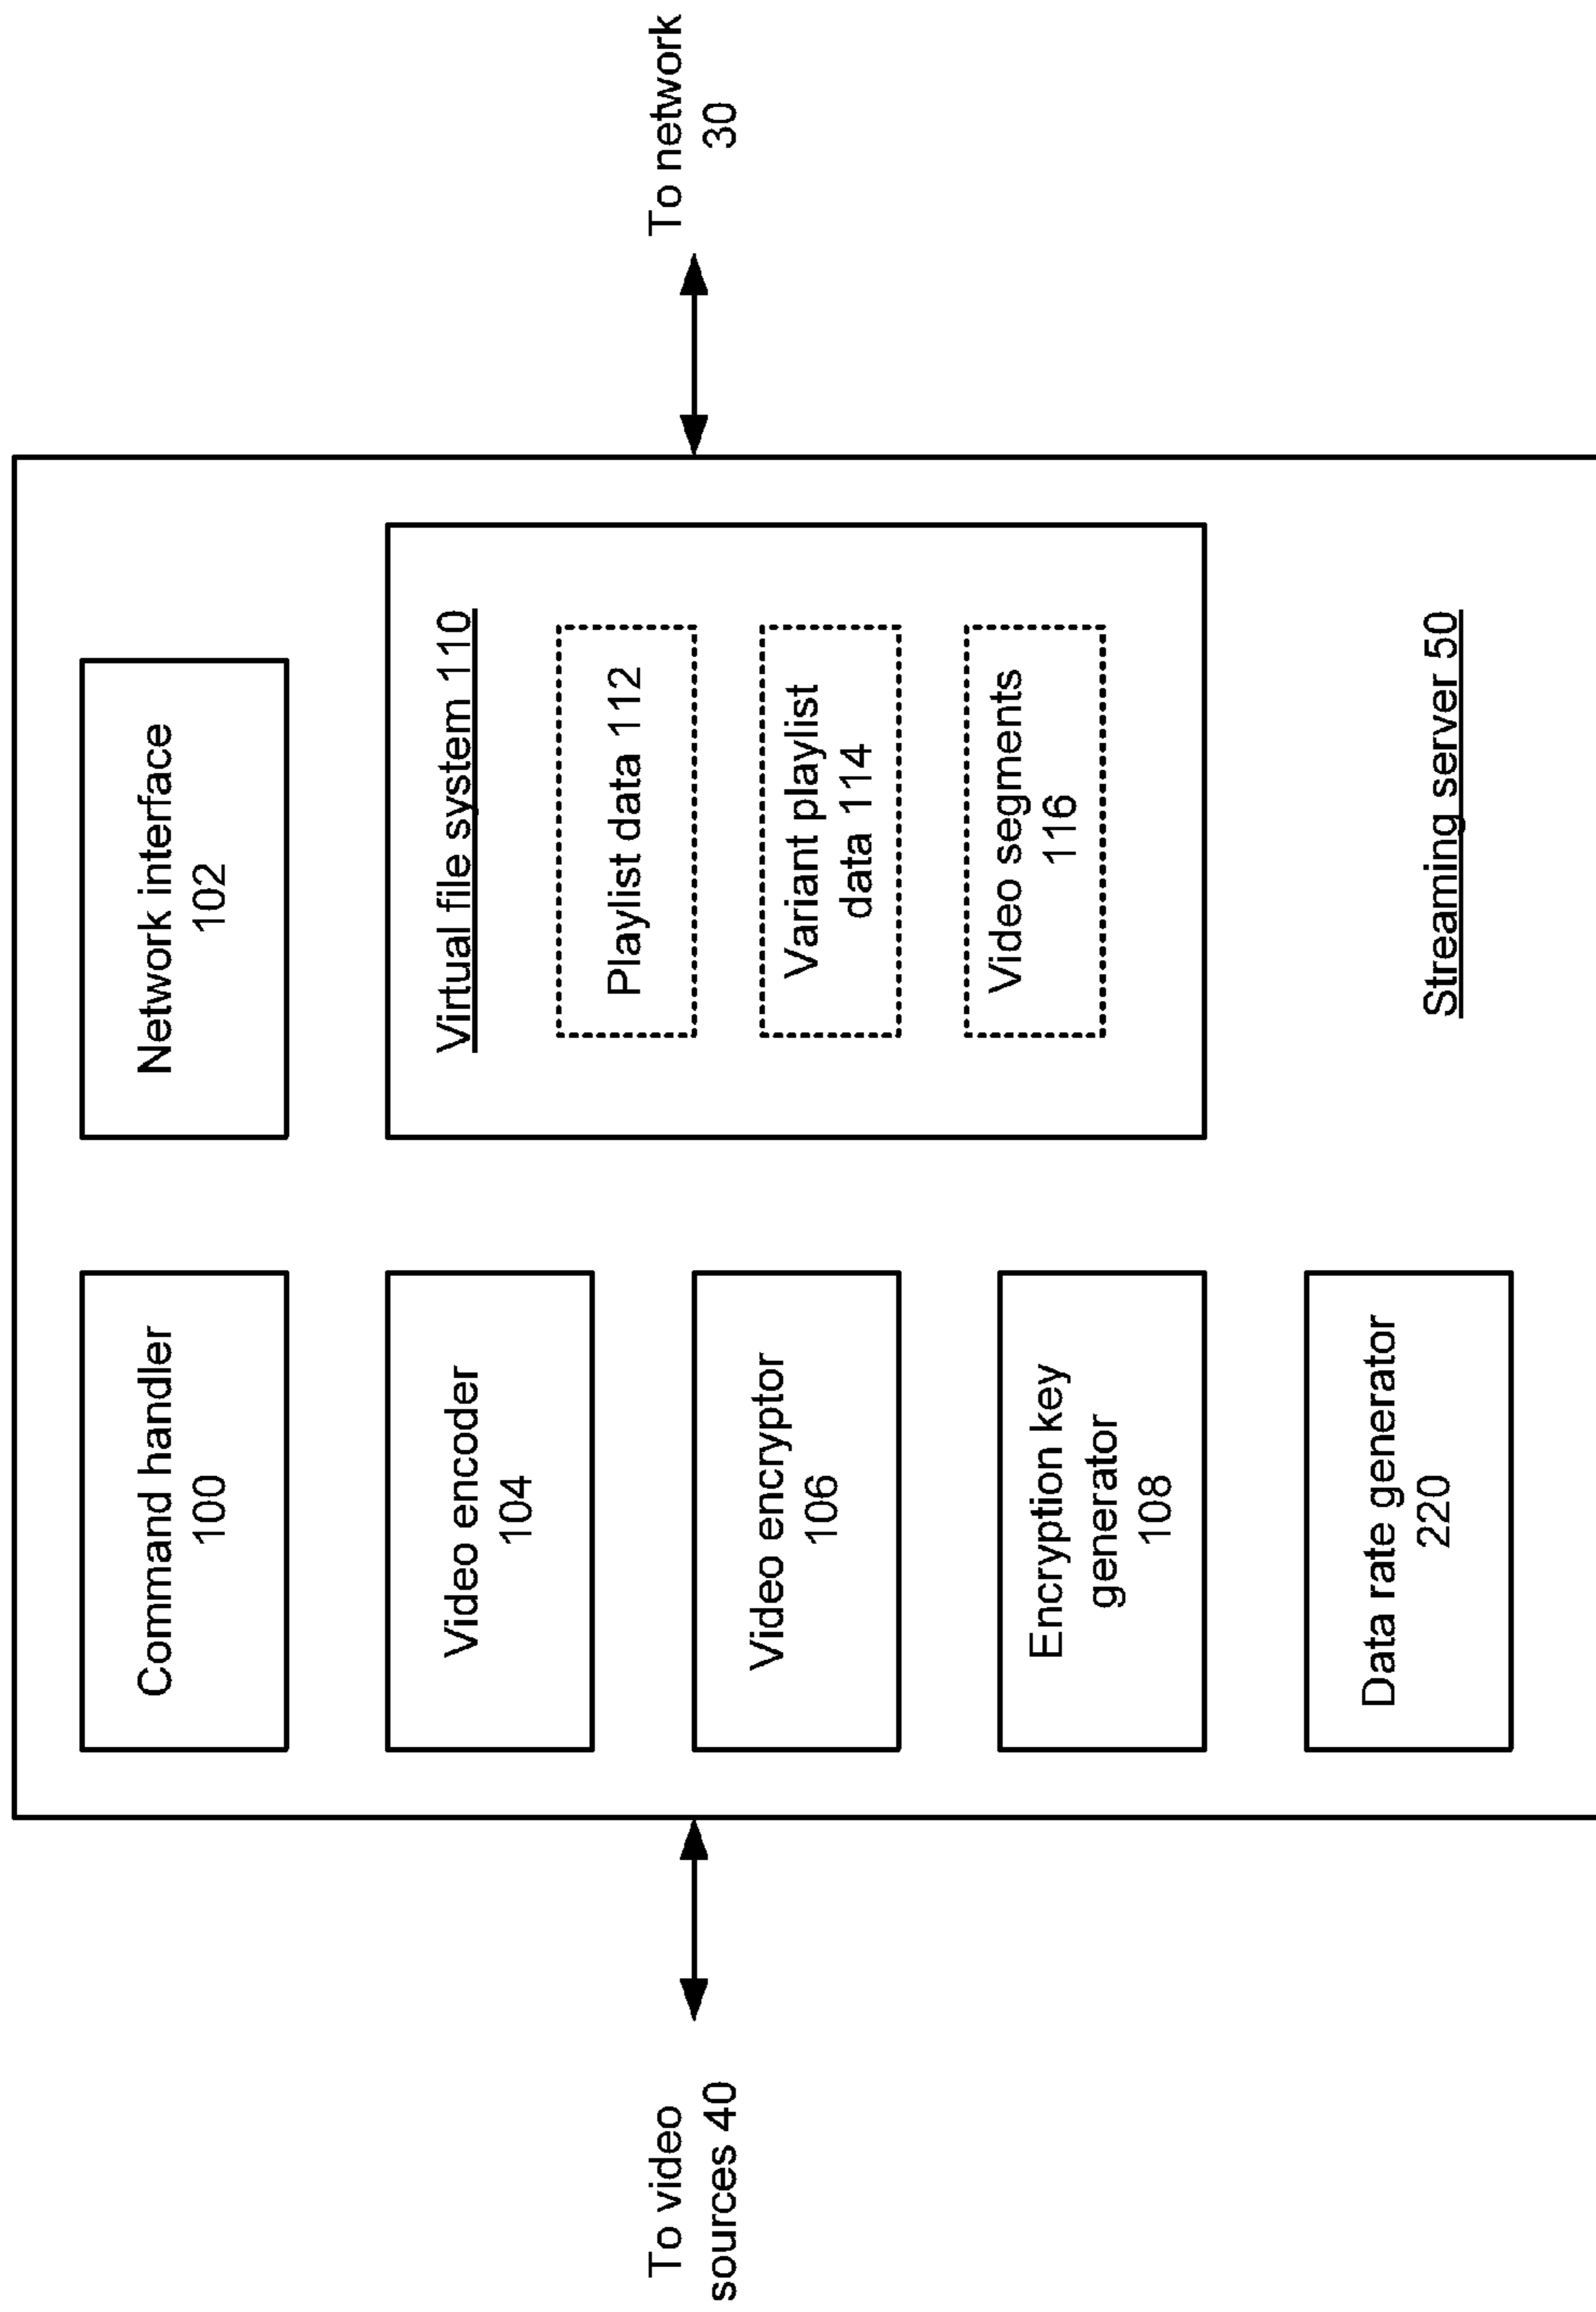 To video
sources 40
Command handler
100
Network interface
102
Video encoder
104
Video encryptor
106
Encryption key
generator
108
Data rate generator
220
Virtual file system 110
Playlist data 112
Variant playlist
data 114
Video segments
116
Streaming server 50
To network
30